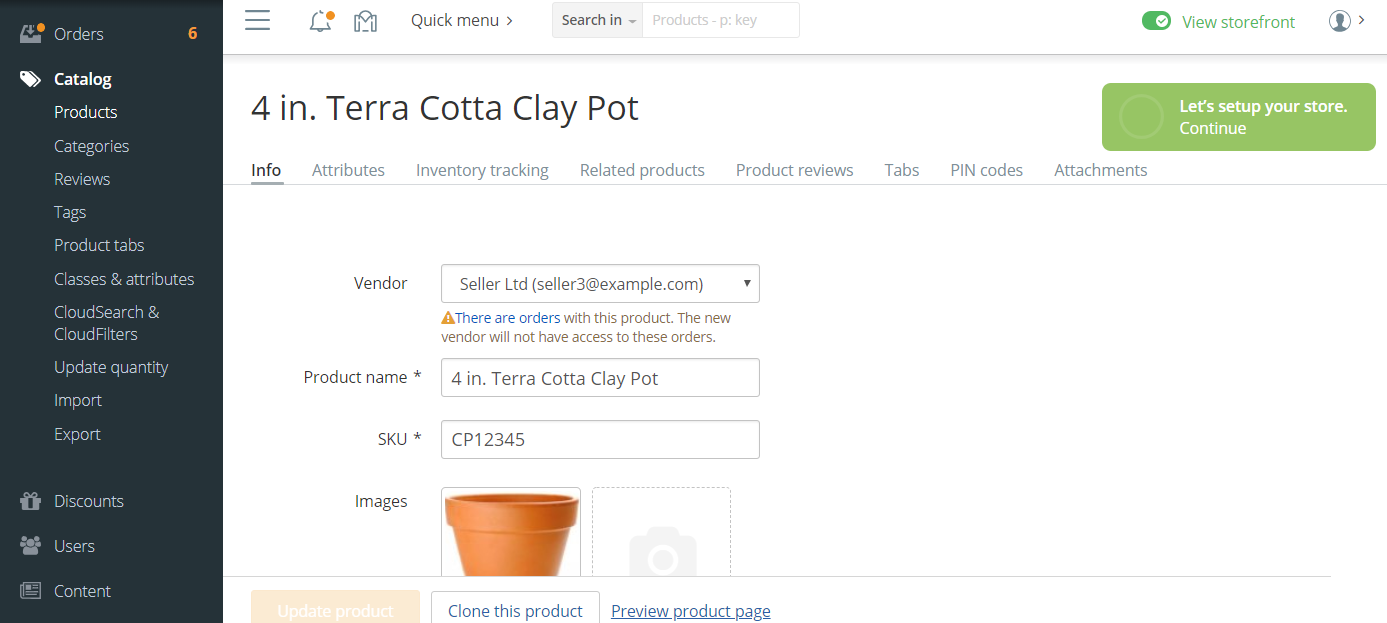 Orders 6
Catalog
Products
Categories
Reviews
Tags
Product tabs
Classes & attributes
CloudSearch &
CloudFilters
Update quantity
Import
Export
Discounts
Users
Content
Quick menu
Search in Products - p: key
View storefront
4 in. Terra Cotta Clay Pot
Let's setup your store.
Continue
Info Attributes Inventory tracking Related products Product reviews Tabs PIN codes Attachments
Vendor Seller Ltd (seller3@example.com)
There are orders with this product. The new
vendor will not have access to these orders.
Product name * 4 in. Terra Cotta Clay Pot
SKU * CP12345
Images
Update product Clone this product Preview product page